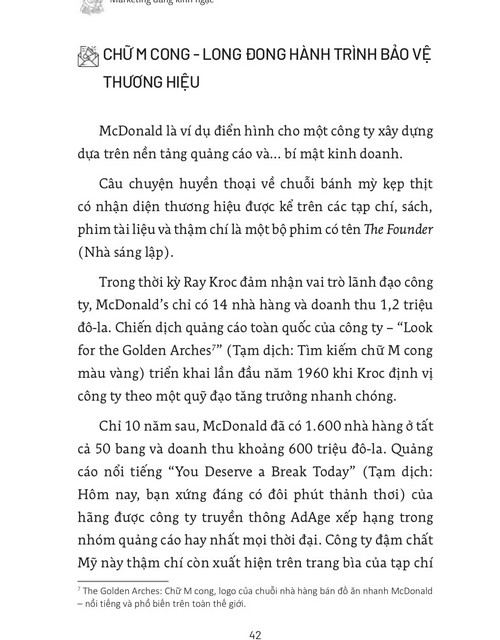 Marketing đáng kinh ngạc
CHỮ M CONG - LONG ĐONG HÀNH TRÌNH BẢO VỆ
THƯƠNG HIỆU
McDonald là ví dụ điển hình cho một công ty xây dựng
dựa trên nền tảng quảng cáo và... bí mật kinh doanh.
Câu chuyện huyền thoại về chuỗi bánh mỳ kẹp thịt
có nhận diện thương hiệu được kể trên các tạp chí, sách,
phim tài liệu và thậm chí là một bộ phim có tên The Founder
(Nhà sáng lập).
Trong thời kỳ Ray Kroc đảm nhận vai trò lãnh đạo công
ty, McDonald’s chỉ có 14 nhà hàng và doanh thu 1,2 triệu
đô-la. Chiến dịch quảng cáo toàn quốc của công ty – “Look
for the Golden Arches⁷” (Tạm dịch: Tìm kiếm chữ M cong
màu vàng) triển khai lần đầu năm 1960 khi Kroc định vị
công ty theo một quỹ đạo tăng trưởng nhanh chóng.
Chỉ 10 năm sau, McDonald đã có 1.600 nhà hàng ở tất
cả 50 bang và doanh thu khoảng 600 triệu đô-la. Quảng
cáo nổi tiếng “You Deserve a Break Today” (Tạm dịch:
Hôm nay, bạn xứng đáng có đôi phút thảnh thơi) của
hãng được công ty truyền thông AdAge xếp hạng trong
nhóm quảng cáo hay nhất mọi thời đại. Công ty đậm chất
Mỹ này thậm chí còn xuất hiện trên trang bìa của tạp chí
⁷ The Golden Arches: Chữ M cong, logo của chuỗi nhà hàng bán đồ ăn nhanh McDonald
– nổi tiếng và phổ biến trên toàn thế giới.
42